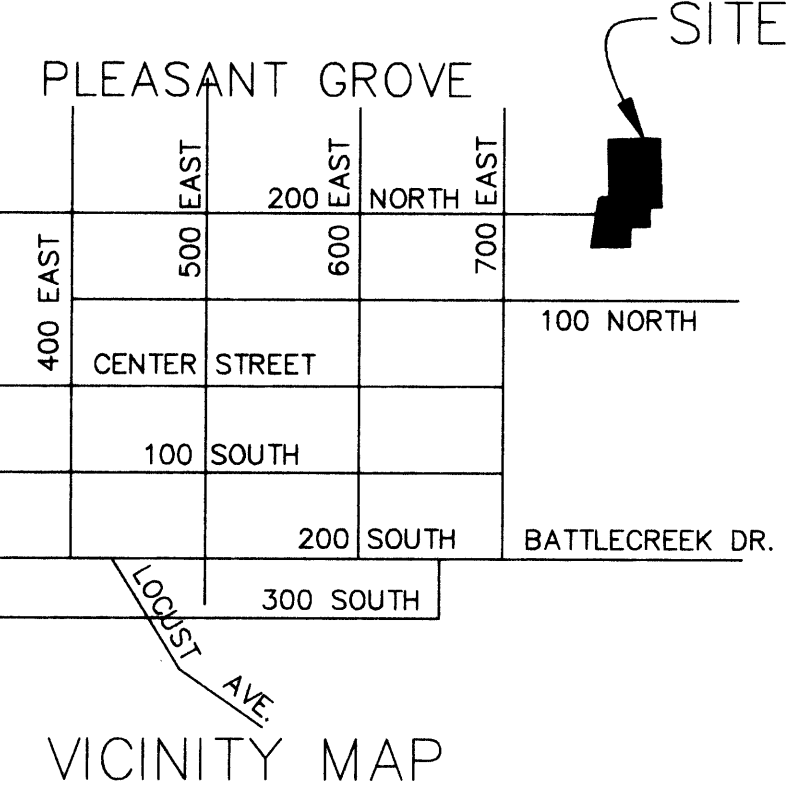 SITE
PLEASANT GROVE
500 EAST
600 EAST
700 EAST
200 NORTH
400 EAST
100 NORTH
CENTER STREET
100 SOUTH
200 SOUTH
BATTLECREEK DR.
300 SOUTH
LOCUST AVE.
VICINITY MAP